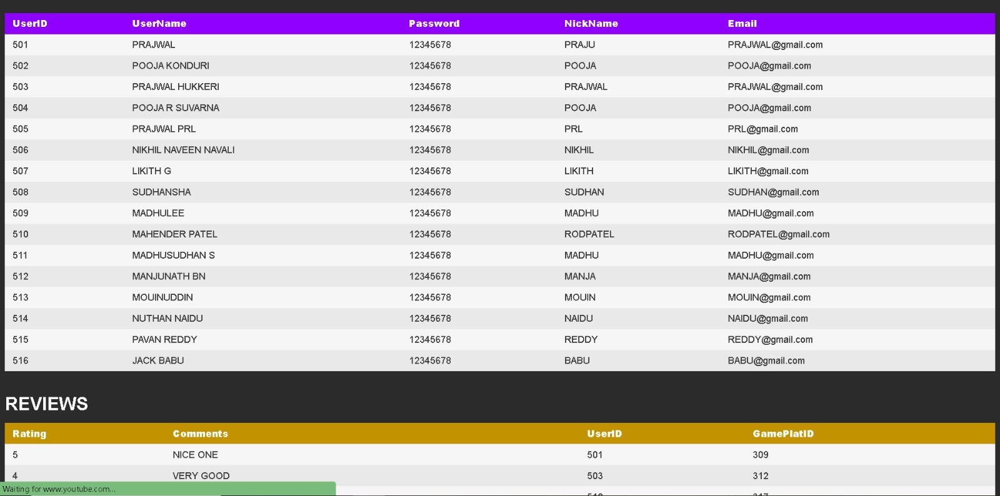 UserID UserName Password NickName Email
501 PRAJWAL 12345678 PRAJU PRAJWAL@gmail.com
502 POOJA KONDURI 12345678 POOJA POOJA@gmail.com
503 PRAJWAL HUKKERI 12345678 PRAJWAL PRAJWAL@gmail.com
504 POOJA R SUVARNA 12345678 POOJA POOJA@gmail.com
505 PRAJWAL PRL 12345678 PRL PRL@gmail.com
506 NIKHIL NAVEEN NAVALI 12345678 NIKHIL NIKHIL@gmail.com
507 LIKITH G 12345678 LIKITH LIKITH@gmail.com
508 SUDHANSHA 12345678 SUDHAN SUDHAN@gmail.com
509 MADHULEE 12345678 MADHU MADHU@gmail.com
510 MAHENDER PATEL 12345678 RODPATEL RODPATEL@gmail.com
511 MADHUSUDHAN S 12345678 MADHU MADHU@gmail.com
512 MANJUNATH BN 12345678 MANJA MANJA@gmail.com
513 MOUINUDDIN 12345678 MOUIN MOUIN@gmail.com
514 NUTHAN NAIDU 12345678 NAIDU NAIDU@gmail.com
515 PAVAN REDDY 12345678 REDDY REDDY@gmail.com
516 JACK BABU 12345678 BABU BABU@gmail.com
REVIEWS
Rating Comments UserID GamePlatID
5 NICE ONE 501 309
4 VERY GOOD 503 312
Waiting for www.youtube.com...